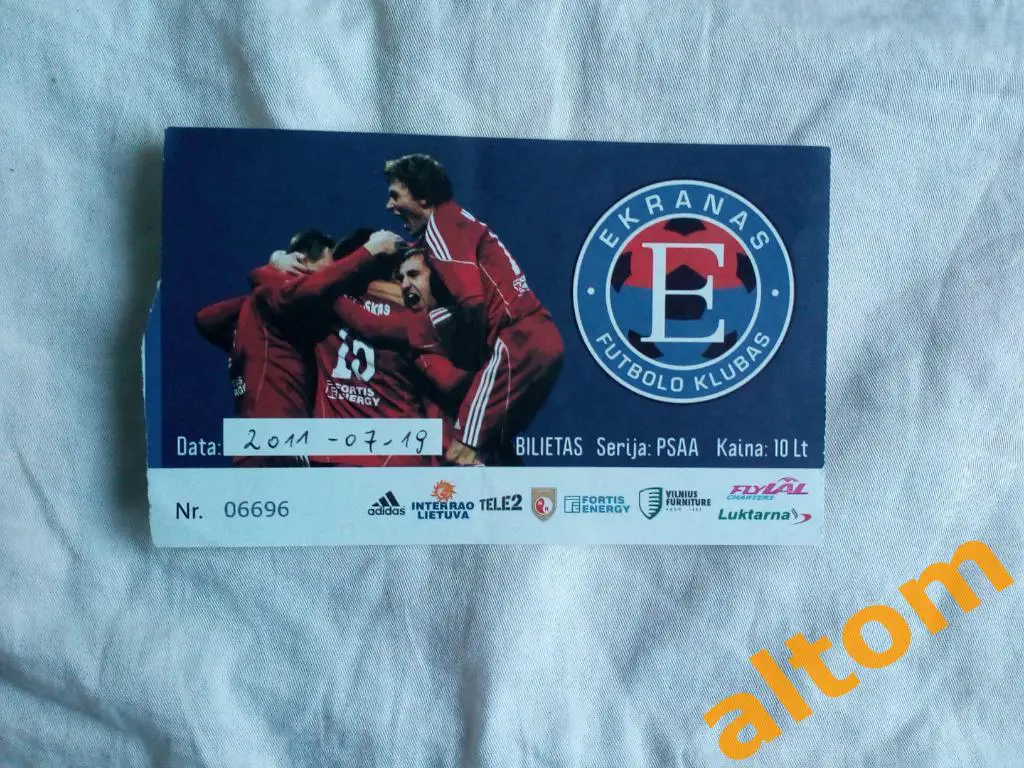 EKRANAS
E
FUTBOLO KLUBAS
15
FORTIS
ENERGY
Data: 2011-07-19 BILIETAS Serija: PSAA Kaina: 10 Lt
Nr. 06696
adidas INTERRAO LIETUVA TELE2 FORTIS ENERGY VILNIUS FURNITURE FLYLAL CHARTERS Luktarna
altom